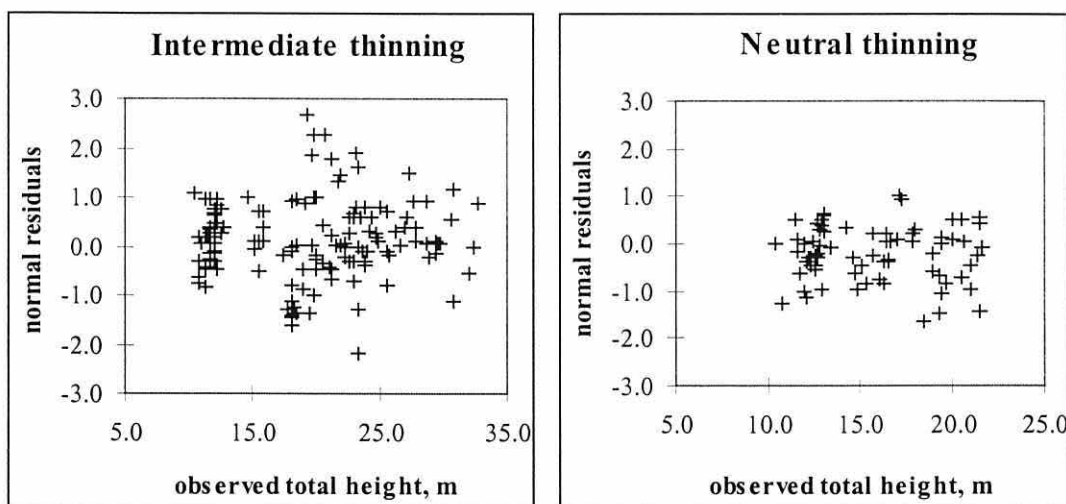 Intermediate thinning
normal residuals
3.0
2.0
1.0
0.0
-1.0
-2.0
-3.0
5.0 15.0 25.0 35.0
observed total height, m
Neutral thinning
normal residuals
3.0
2.0
1.0
0.0
-1.0
-2.0
-3.0
5.0 10.0 15.0 20.0 25.0
observed total height, m